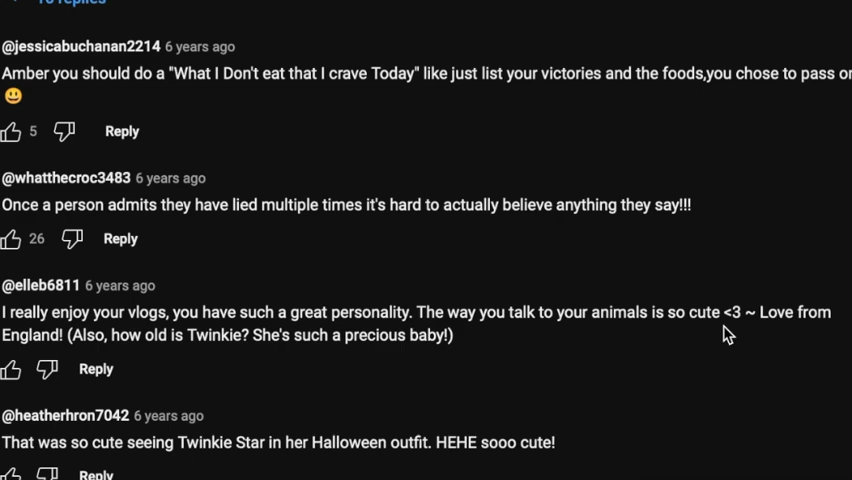 @jessicabuchanan2214 6 years ago
Amber you should do a "What I Don't eat that I crave Today" like just list your victories and the foods,you chose to pass
😃
5 Reply
@whatthecroc3483 6 years ago
Once a person admits they have lied multiple times it's hard to actually believe anything they say!!!
26 Reply
@elleb6811 6 years ago
I really enjoy your vlogs, you have such a great personality. The way you talk to your animals is so cute <3 ~ Love from
England! (Also, how old is Twinkie? She's such a precious baby!)
Reply
@heatherhron7042 6 years ago
That was so cute seeing Twinkie Star in her Halloween outfit. HEHE sooo cute!
Reply